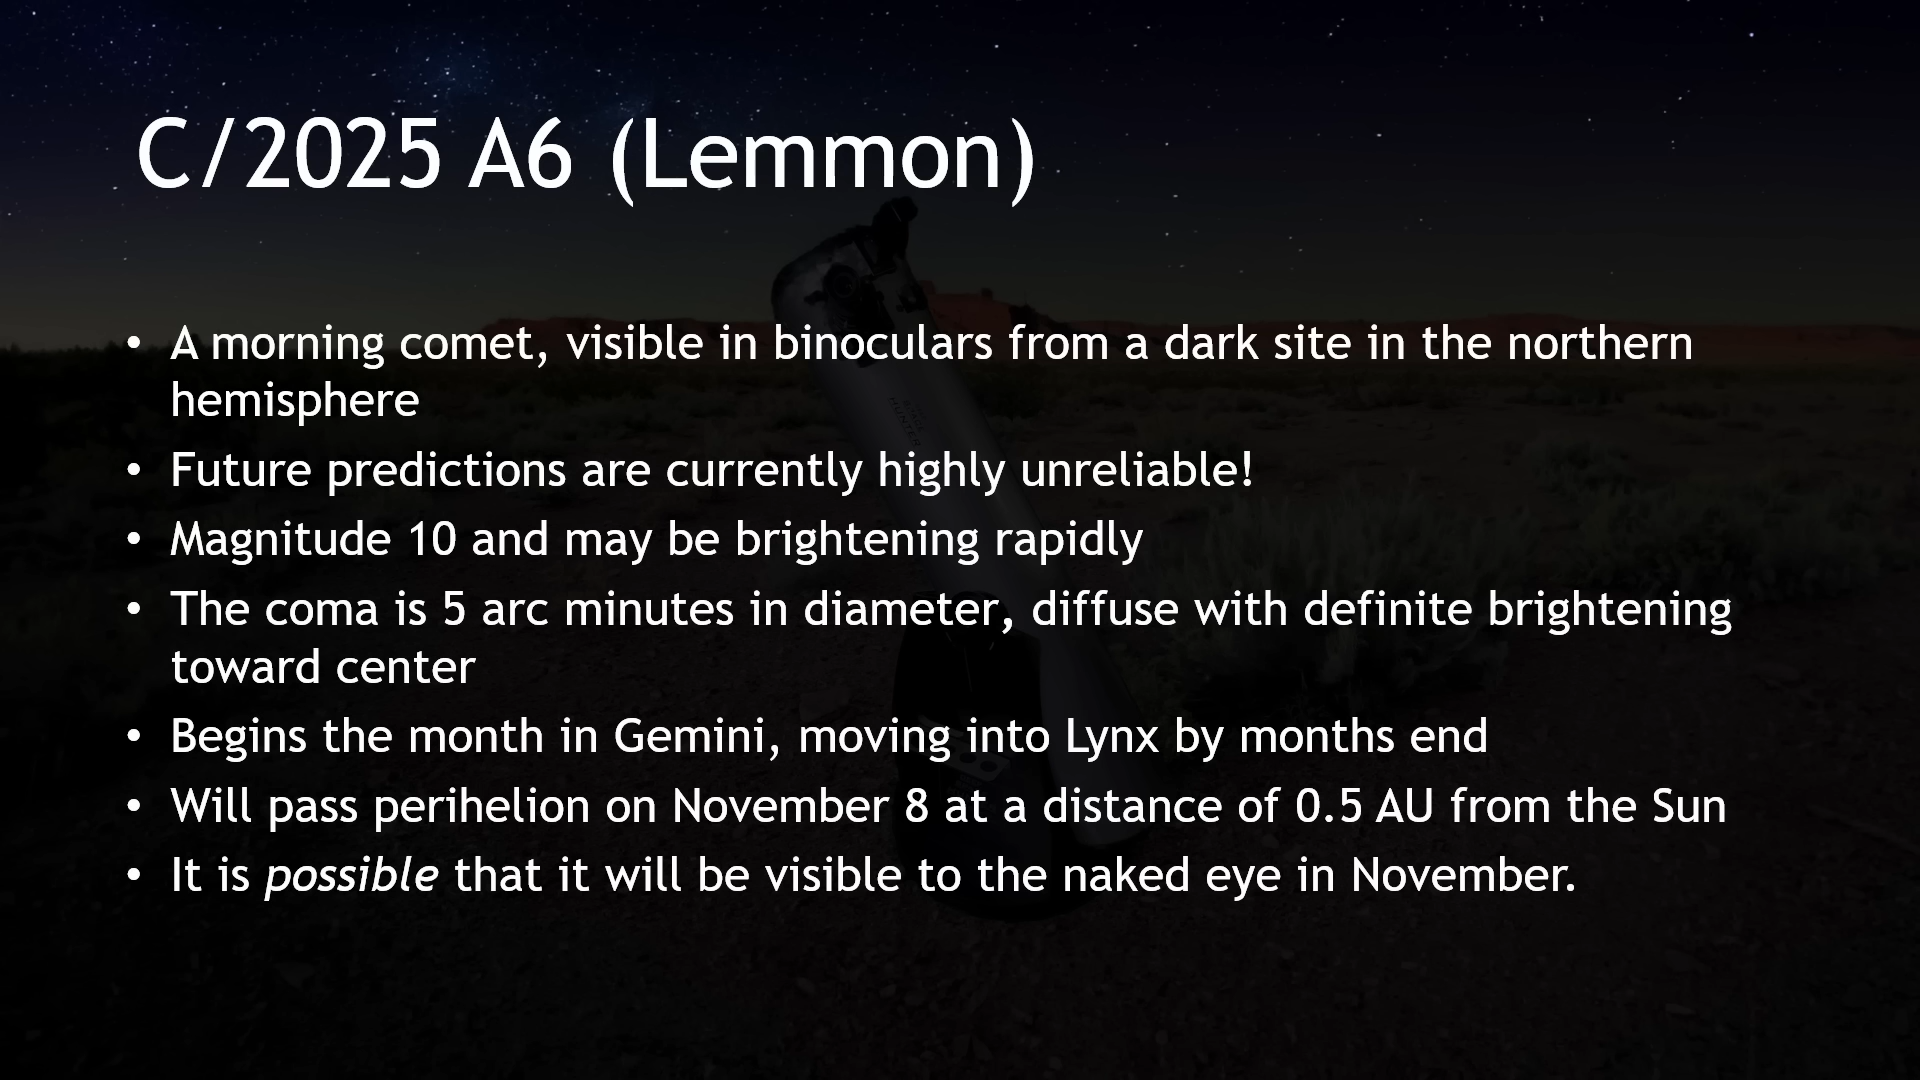 C/2025 A6 (Lemmon)
• A morning comet, visible in binoculars from a dark site in the northern
hemisphere
• Future predictions are currently highly unreliable!
• Magnitude 10 and may be brightening rapidly
• The coma is 5 arc minutes in diameter, diffuse with definite brightening
toward center
• Begins the month in Gemini, moving into Lynx by months end
• Will pass perihelion on November 8 at a distance of 0.5 AU from the Sun
• It is possible that it will be visible to the naked eye in November.
HUNTER